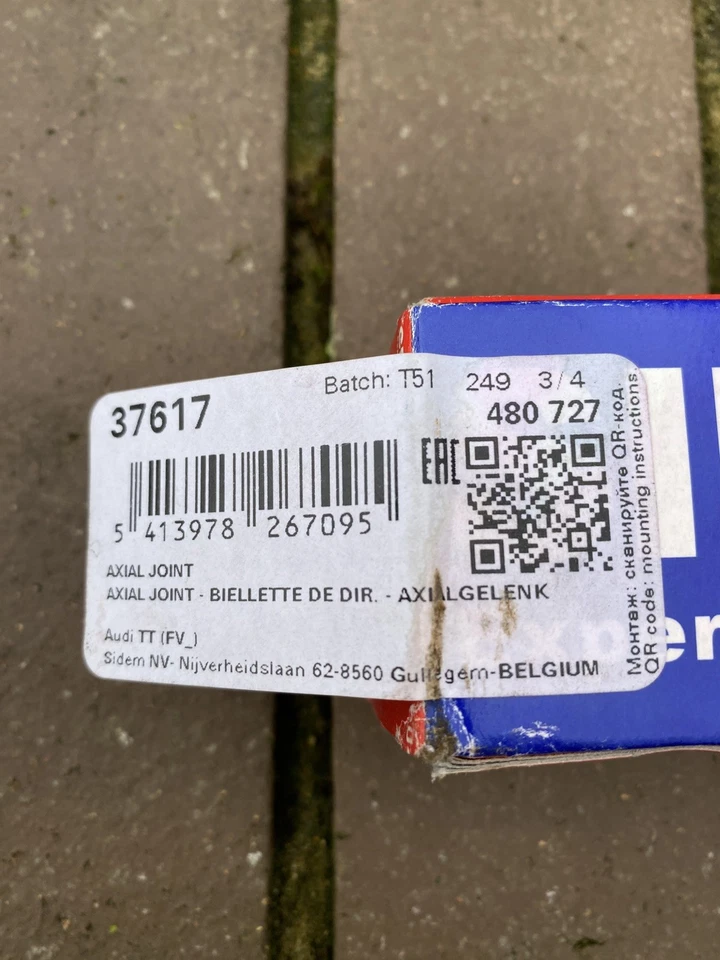 Batch: T51 249 3/4
37617
480 727
EAC
5 413978 267095
AXIAL JOINT
AXIAL JOINT - BIELLETTE DE DIR. - AXIALGELENK
Audi TT (FV_)
Sidem NV- Nijverheidslaan 62-8560 Gullegem-BELGIUM
Монтаж: сканируйте QR-код.
QR code: mounting instructions.